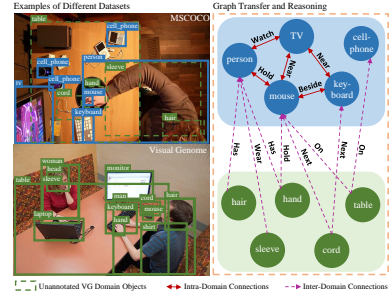 Examples of Different Datasets
Graph Transfer and Reasoning
table
MSCOCO
cell_phone
person
cell_phone
sleeve
tv
cell_phone
hand
cord
mouse
keyboard
hair
Visual Genome
woman
head
sleeve
table
monitor
man
cord
hair
keyboard
mouse
laptop
hand
shirt
TV
cell-
phone
person
mouse
key-
board
Watch
Near
Near
Hold
Beside
Has
Wear
Has
Hold
Next
On
Next
On
hair
hand
table
sleeve
cord
Unannotated VG Domain Objects
Intra-Domain Connections
Inter-Domain Connections